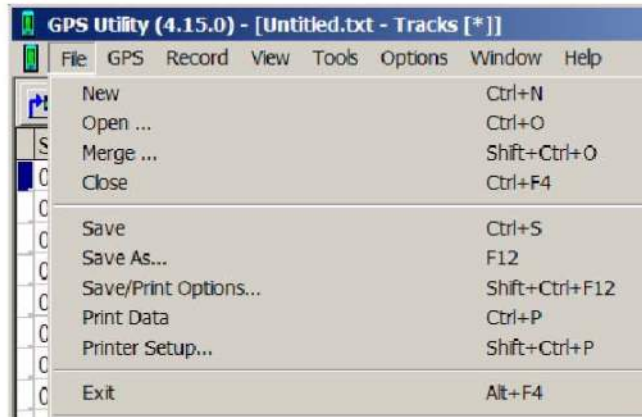 GPS Utility (4.15.0) - [Untitled.txt - Tracks [*]]
File GPS Record View Tools Options Window Help
New Ctrl+N
Open ... Ctrl+O
Merge ... Shift+Ctrl+O
Close Ctrl+F4
Save Ctrl+S
Save As... F12
Save/Print Options... Shift+Ctrl+F12
Print Data Ctrl+P
Printer Setup... Shift+Ctrl+P
Exit Alt+F4